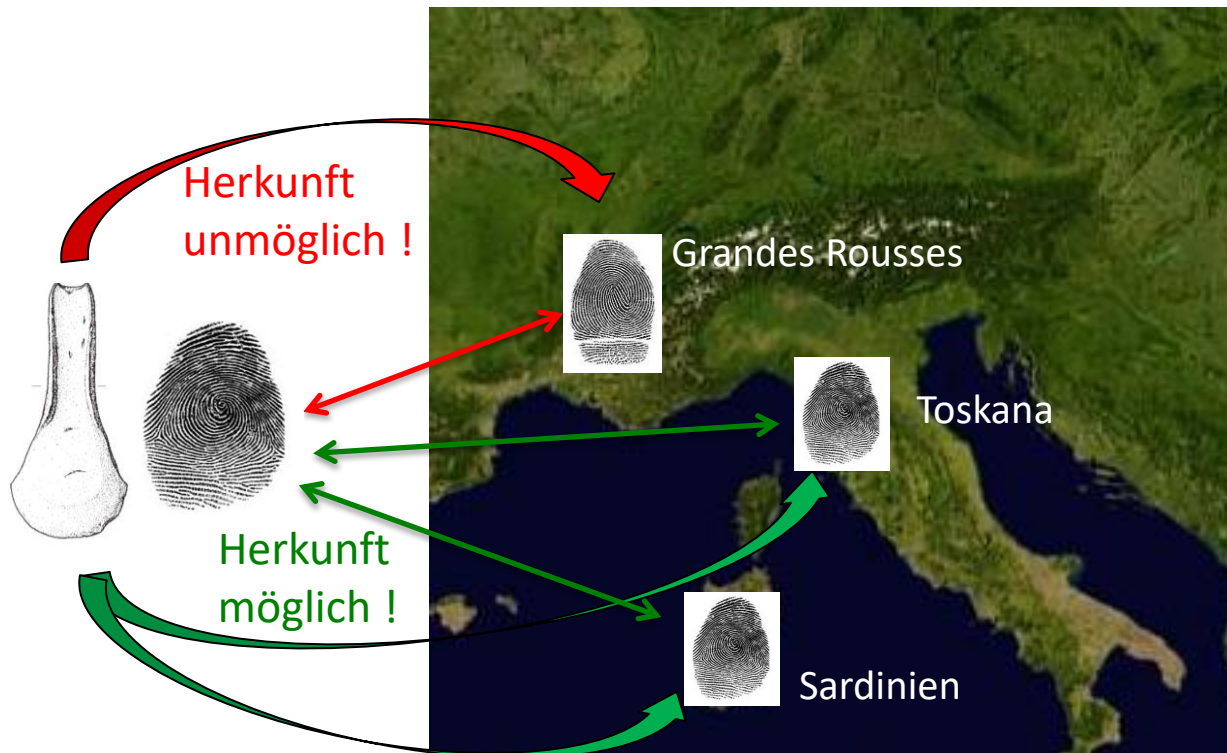 Herkunft
unmöglich !
Grandes Rousses
Toskana
Herkunft
möglich !
Sardinien